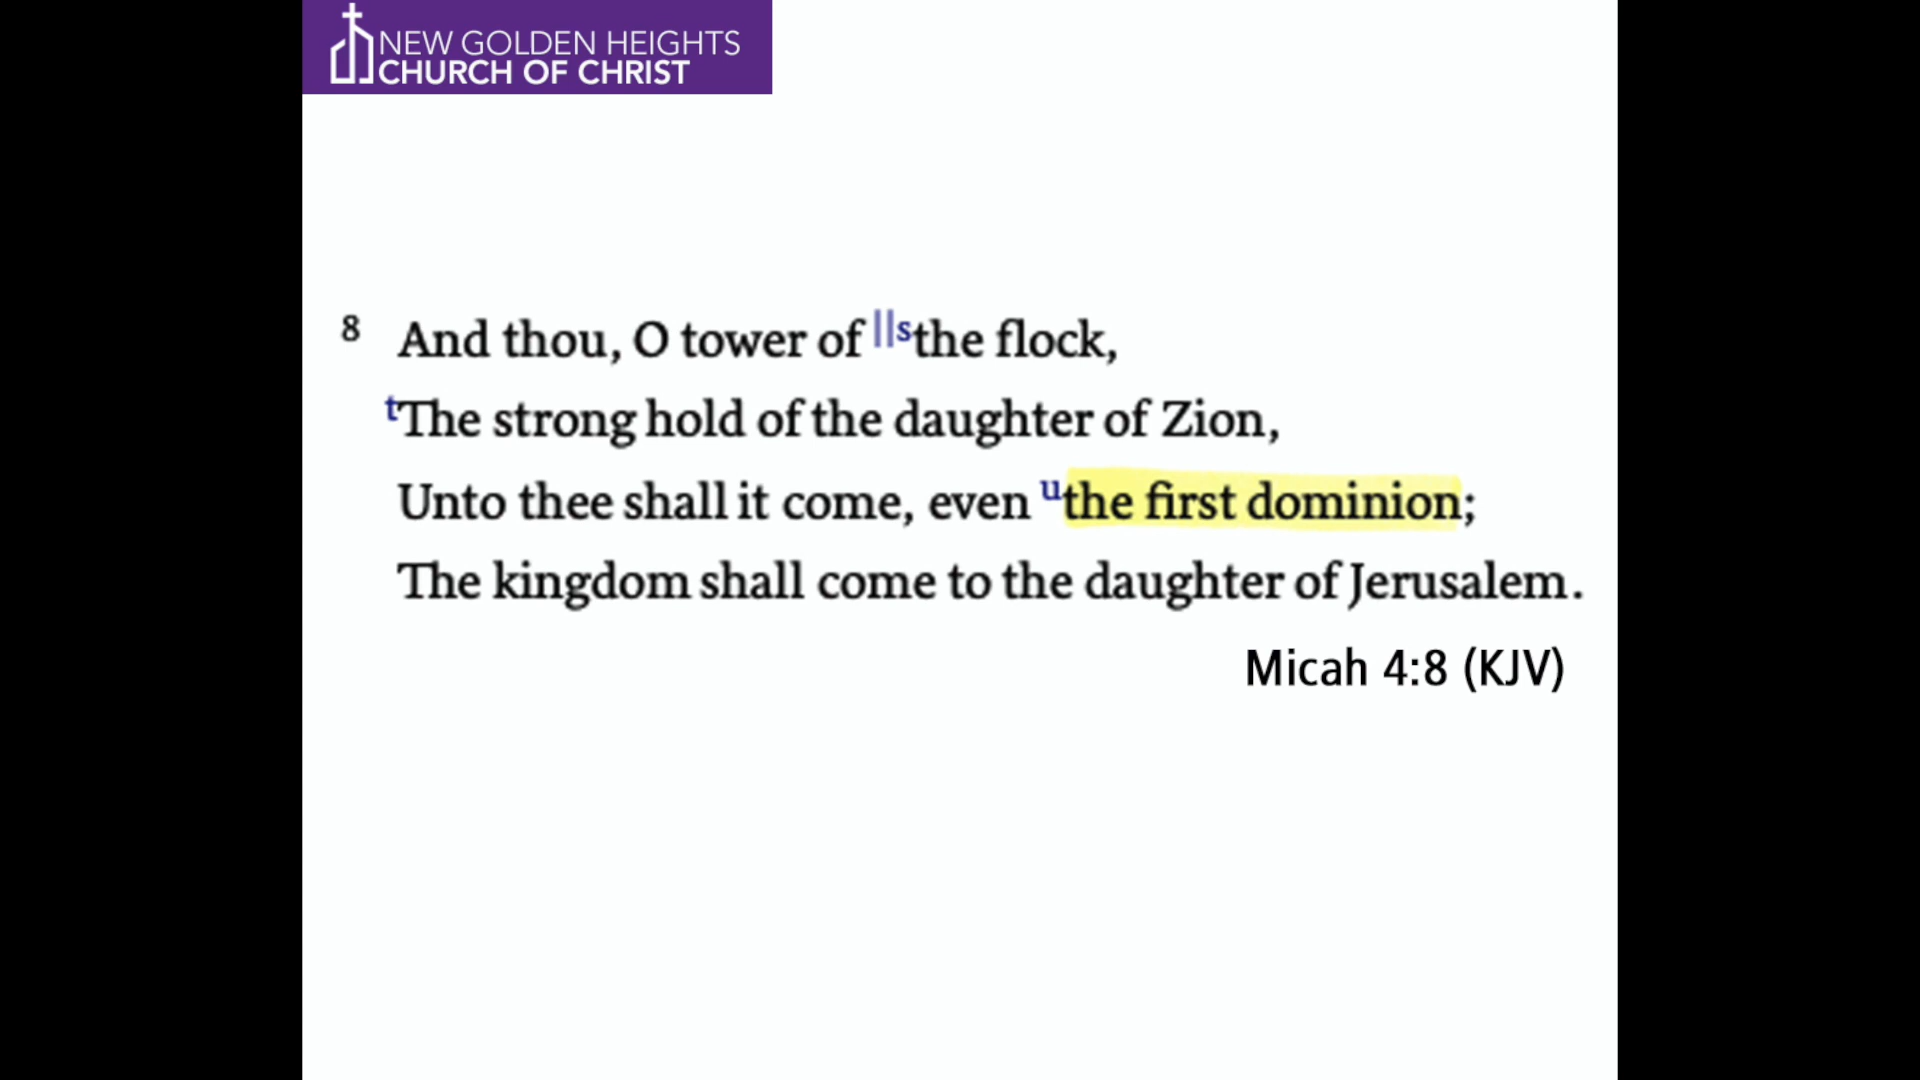 NEW GOLDEN HEIGHTS
CHURCH OF CHRIST
8 And thou, O tower of ||sthe flock,
tThe strong hold of the daughter of Zion,
Unto thee shall it come, even uthe first dominion;
The kingdom shall come to the daughter of Jerusalem.
Micah 4:8 (KJV)